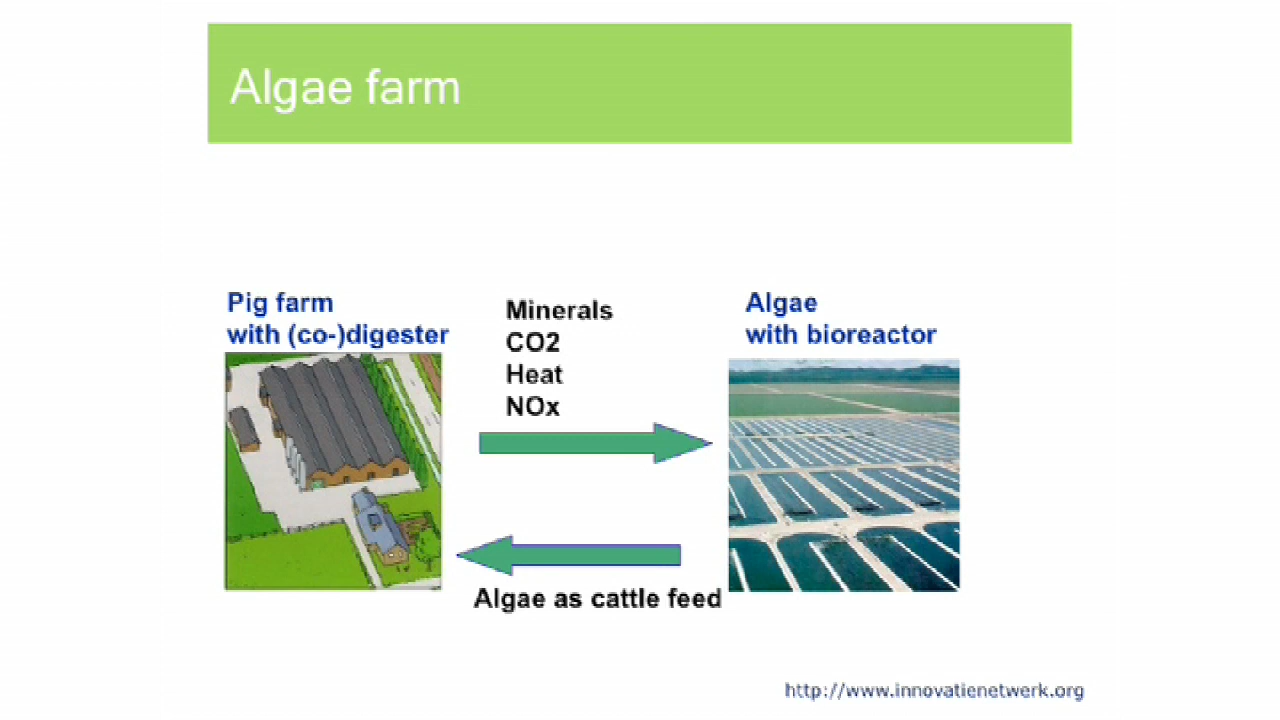 Algae farm
Pig farm
with (co-)digester
Minerals
CO2
Heat
NOx
Algae
with bioreactor
Algae as cattle feed
http://www.innovatienetwerk.org